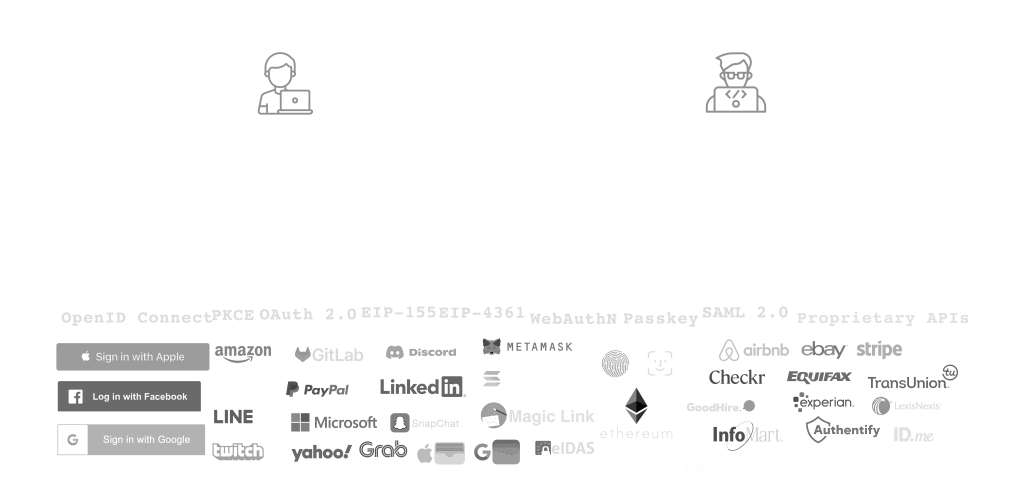 OpenID Connect PKCE OAuth 2.0 EIP-155 EIP-4361 WebAuthN Passkey SAML 2.0 Proprietary APIs
Sign in with Apple amazon GitLab Discord METAMASK airbnb ebay stripe
Log in with Facebook PayPal LinkedIn Checkr EQUIFAX TransUnion tu
LINE Microsoft SnapChat Magic Link GoodHire experian LexisNexis
G Sign in with Google ethereum InfoMart Authentify ID.me
twitch yahoo! Grab G eIDAS